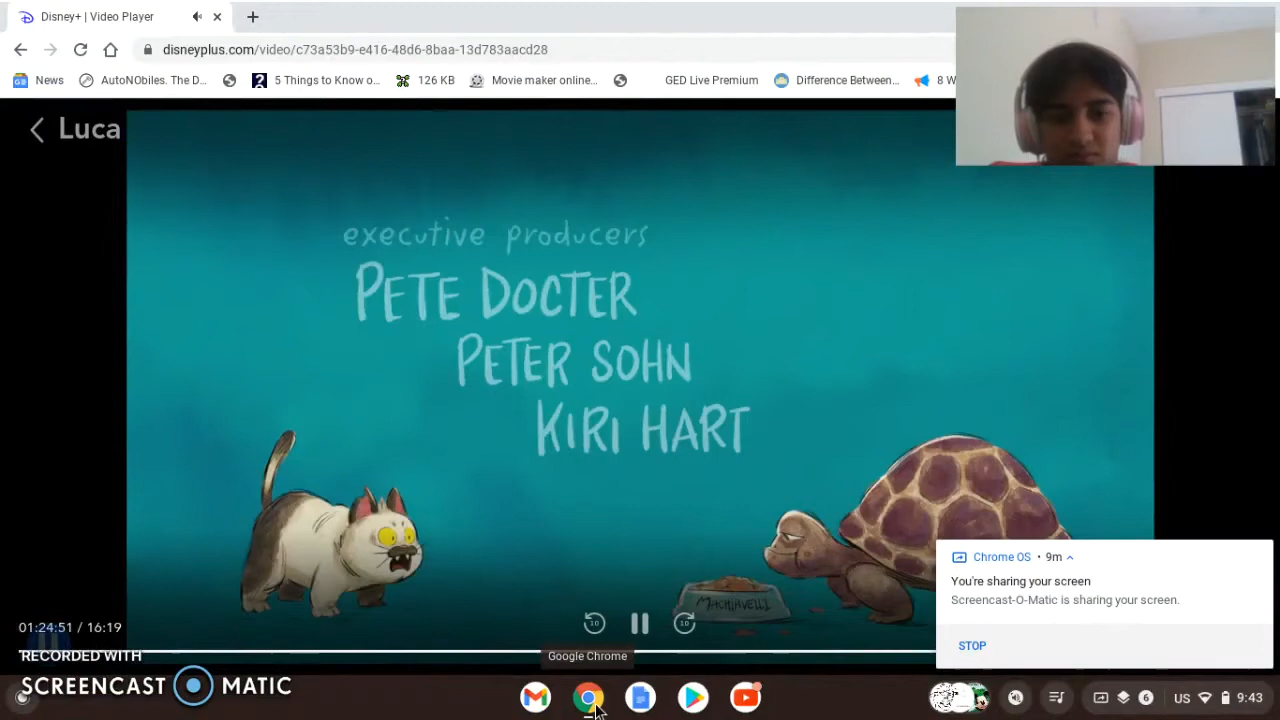 Disney+ | Video Player
disneyplus.com/video/c73a53b9-e416-48d6-8baa-13d783aacd28
News
AutoNObiles. The D...
5 Things to Know o...
126 KB
Movie maker online...
GED Live Premium
Difference Between...
8 W
Luca
executive producers
PETE DOCTER
PETER SOHN
KIRI HART
MACHIAVELLI
Chrome OS • 9m
You're sharing your screen
Screencast-O-Matic is sharing your screen.
STOP
10
10
01:24:51 / 16:19
Google Chrome
RECORDED WITH
SCREENCAST MATIC
6
US
9:43